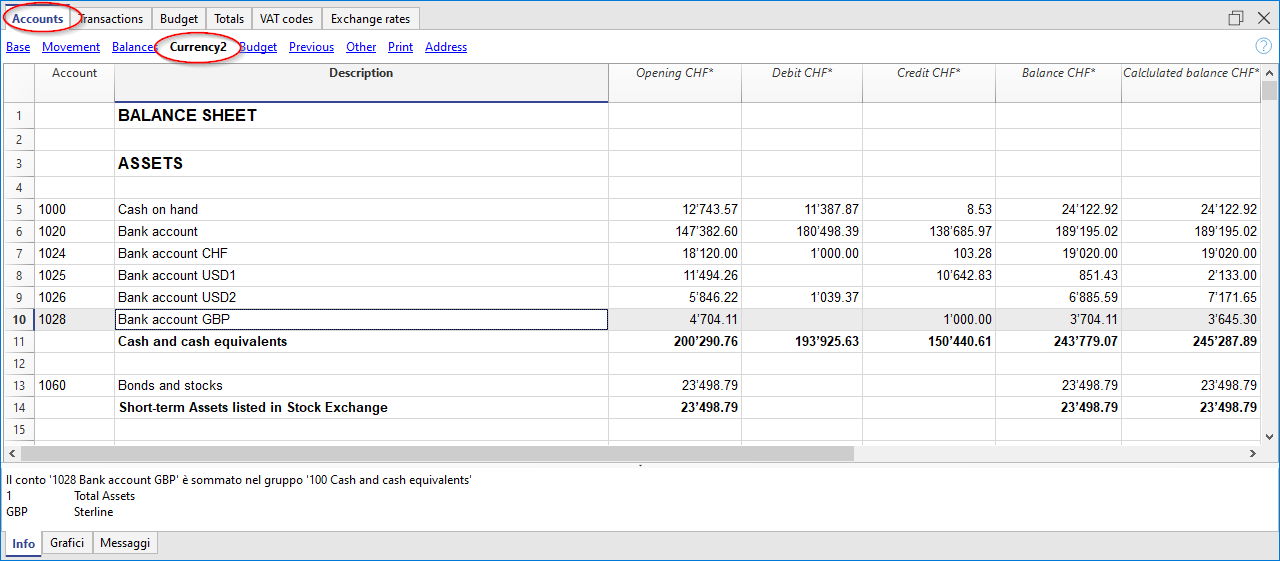 Accounts Transactions Budget Totals VAT codes Exchange rates
Base Movement Balances Currency2 Budget Previous Other Print Address
Account Description Opening CHF* Debit CHF* Credit CHF* Balance CHF* Calclulated balance CHF*
1 BALANCE SHEET
2
3 ASSETS
4
5 1000 Cash on hand 12'743.57 11'387.87 8.53 24'122.92 24'122.92
6 1020 Bank account 147'382.60 180'498.39 138'685.97 189'195.02 189'195.02
7 1024 Bank account CHF 18'120.00 1'000.00 103.28 19'020.00 19'020.00
8 1025 Bank account USD1 11'494.26 10'642.83 851.43 2'133.00
9 1026 Bank account USD2 5'846.22 1'039.37 6'885.59 7'171.65
10 1028 Bank account GBP 4'704.11 1'000.00 3'704.11 3'645.30
11 Cash and cash equivalents 200'290.76 193'925.63 150'440.61 243'779.07 245'287.89
12
13 1060 Bonds and stocks 23'498.79 23'498.79 23'498.79
14 Short-term Assets listed in Stock Exchange 23'498.79 23'498.79 23'498.79
15
Il conto '1028 Bank account GBP' è sommato nel gruppo '100 Cash and cash equivalents'
1 Total Assets
GBP Sterline
Info Grafici Messaggi